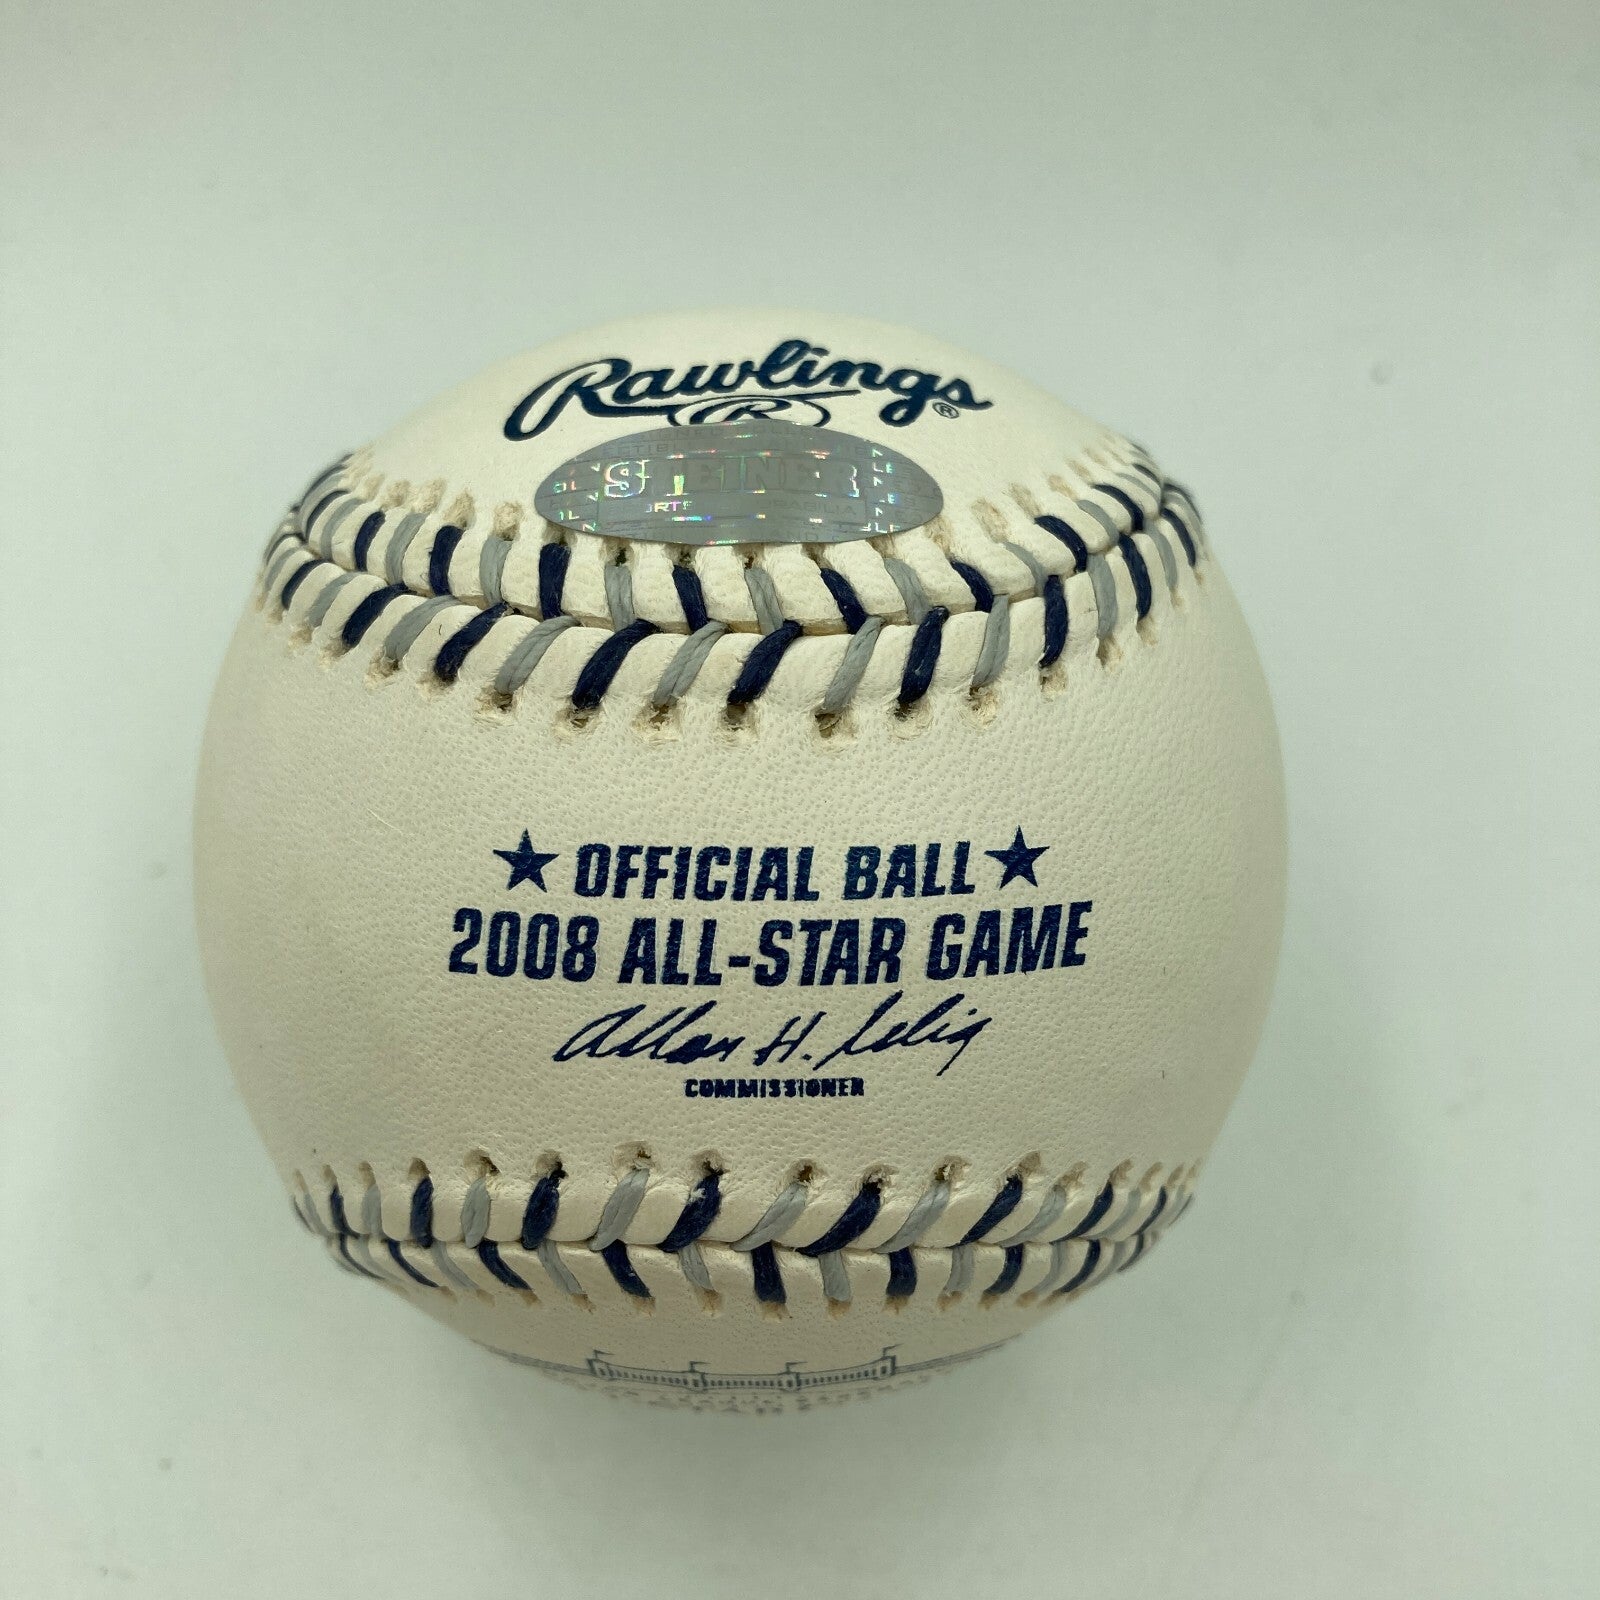 Rawlings ®
R
STEINER
★ OFFICIAL BALL ★
2008 ALL-STAR GAME
Allan H. Selig
COMMISSIONER